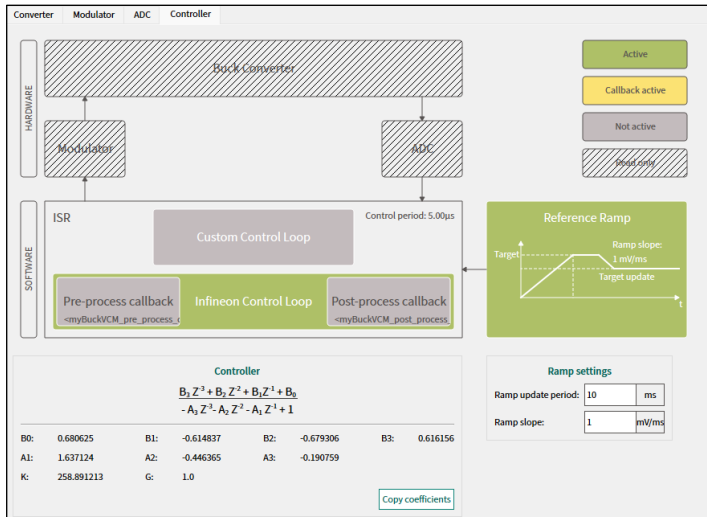 Converter Modulator ADC Controller
HARDWARE
Buck Converter
Modulator
ADC
Active
Callback active
Not active
Read only
SOFTWARE
ISR
Control period: 5.00μs
Custom Control Loop
Pre-process callback
<myBuckVCM_pre_process_c
Infineon Control Loop
Post-process callback
<myBuckVCM_post_process_
Reference Ramp
Target
Ramp slope:
1 mV/ms
Target update
t
Controller
B₃ Z⁻³ + B₂ Z⁻² + B₁Z⁻¹ + B₀
- A₃ Z⁻³- A₂ Z⁻² - A₁ Z⁻¹ + 1
B0: 0.680625 B1: -0.614837 B2: -0.679306 B3: 0.616156
A1: 1.637124 A2: -0.446365 A3: -0.190759
K: 258.891213 G: 1.0
Copy coefficients
Ramp settings
Ramp update period: 10 ms
Ramp slope: 1 mV/ms